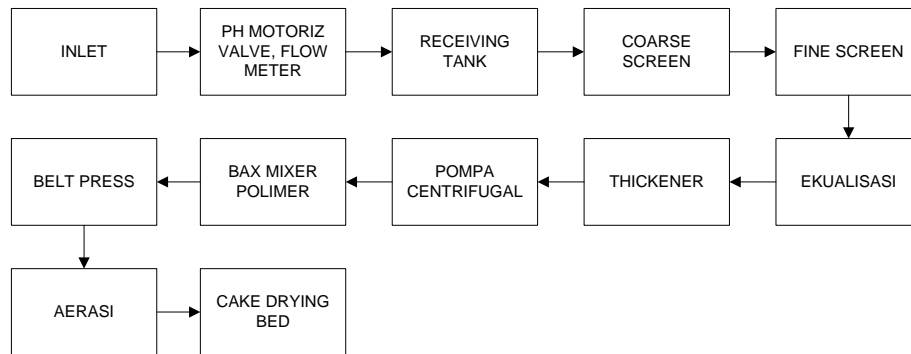 INLET
PH MOTORIZ
VALVE, FLOW
METER
RECEIVING
TANK
COARSE
SCREEN
FINE SCREEN
BELT PRESS
BAX MIXER
POLIMER
POMPA
CENTRIFUGAL
THICKENER
EKUALISASI
AERASI
CAKE DRYING
BED